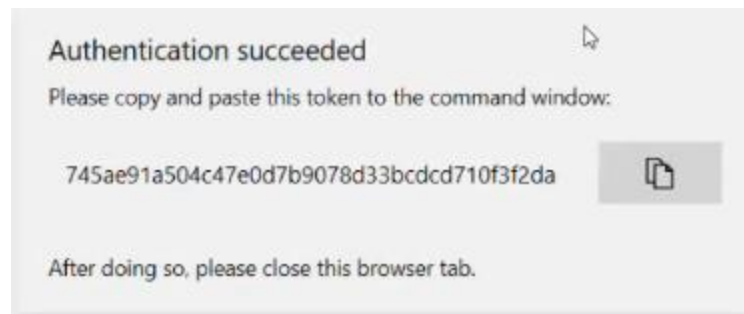 Authentication succeeded
Please copy and paste this token to the command window:
745ae91a504c47e0d7b9078d33bcdcd710f3f2da
After doing so, please close this browser tab.